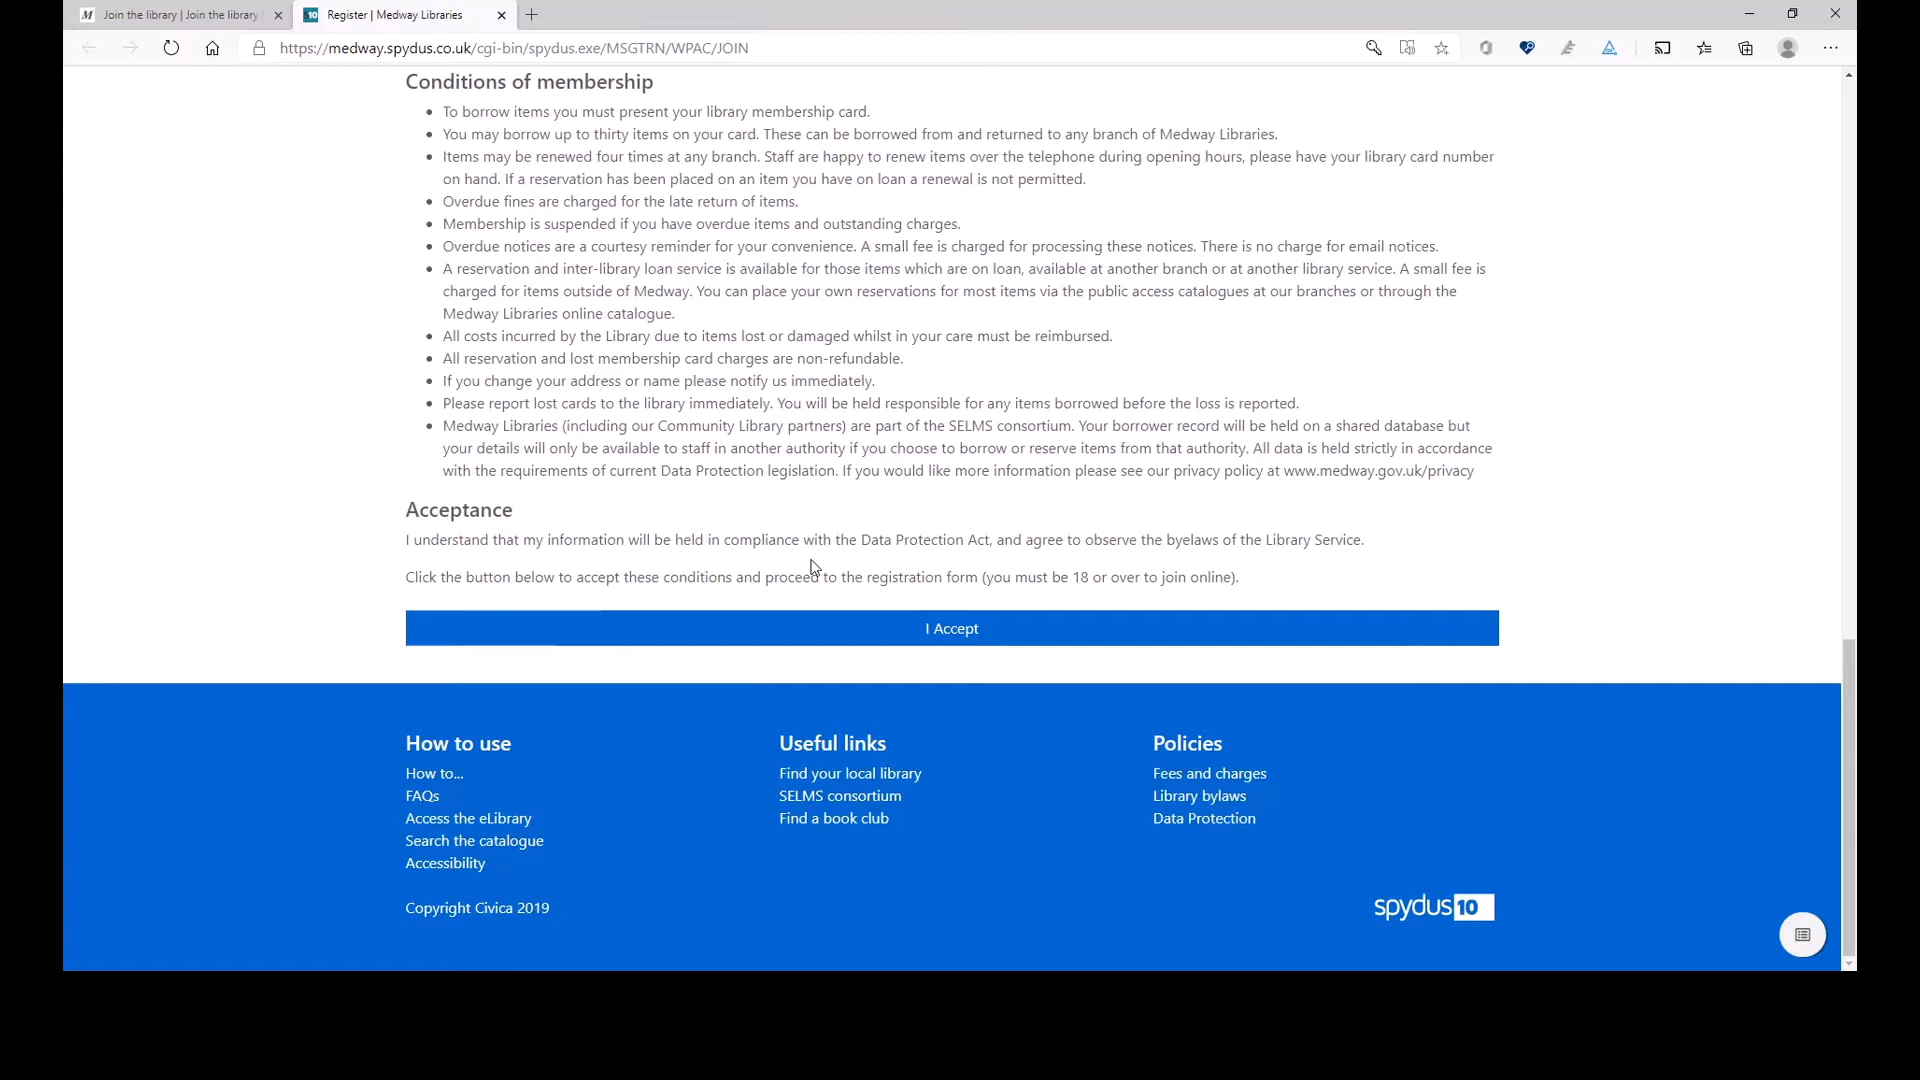 Join the library | Join the library
Register | Medway Libraries
https://medway.spydus.co.uk/cgi-bin/spydus.exe/MSGTRN/WPAC/JOIN
Conditions of membership
To borrow items you must present your library membership card.
You may borrow up to thirty items on your card. These can be borrowed from and returned to any branch of Medway Libraries.
Items may be renewed four times at any branch. Staff are happy to renew items over the telephone during opening hours, please have your library card number
on hand. If a reservation has been placed on an item you have on loan a renewal is not permitted.
Overdue fines are charged for the late return of items.
Membership is suspended if you have overdue items and outstanding charges.
Overdue notices are a courtesy reminder for your convenience. A small fee is charged for processing these notices. There is no charge for email notices.
A reservation and inter-library loan service is available for those items which are on loan, available at another branch or at another library service. A small fee is
charged for items outside of Medway. You can place your own reservations for most items via the public access catalogues at our branches or through the
Medway Libraries online catalogue.
All costs incurred by the Library due to items lost or damaged whilst in your care must be reimbursed.
All reservation and lost membership card charges are non-refundable.
If you change your address or name please notify us immediately.
Please report lost cards to the library immediately. You will be held responsible for any items borrowed before the loss is reported.
Medway Libraries (including our Community Library partners) are part of the SELMS consortium. Your borrower record will be held on a shared database but
your details will only be available to staff in another authority if you choose to borrow or reserve items from that authority. All data is held strictly in accordance
with the requirements of current Data Protection legislation. If you would like more information please see our privacy policy at www.medway.gov.uk/privacy
Acceptance
I understand that my information will be held in compliance with the Data Protection Act, and agree to observe the byelaws of the Library Service.
Click the button below to accept these conditions and proceed to the registration form (you must be 18 or over to join online).
I Accept
How to use
How to...
FAQs
Access the eLibrary
Search the catalogue
Accessibility
Copyright Civica 2019
Useful links
Find your local library
SELMS consortium
Find a book club
Policies
Fees and charges
Library bylaws
Data Protection
spydus10